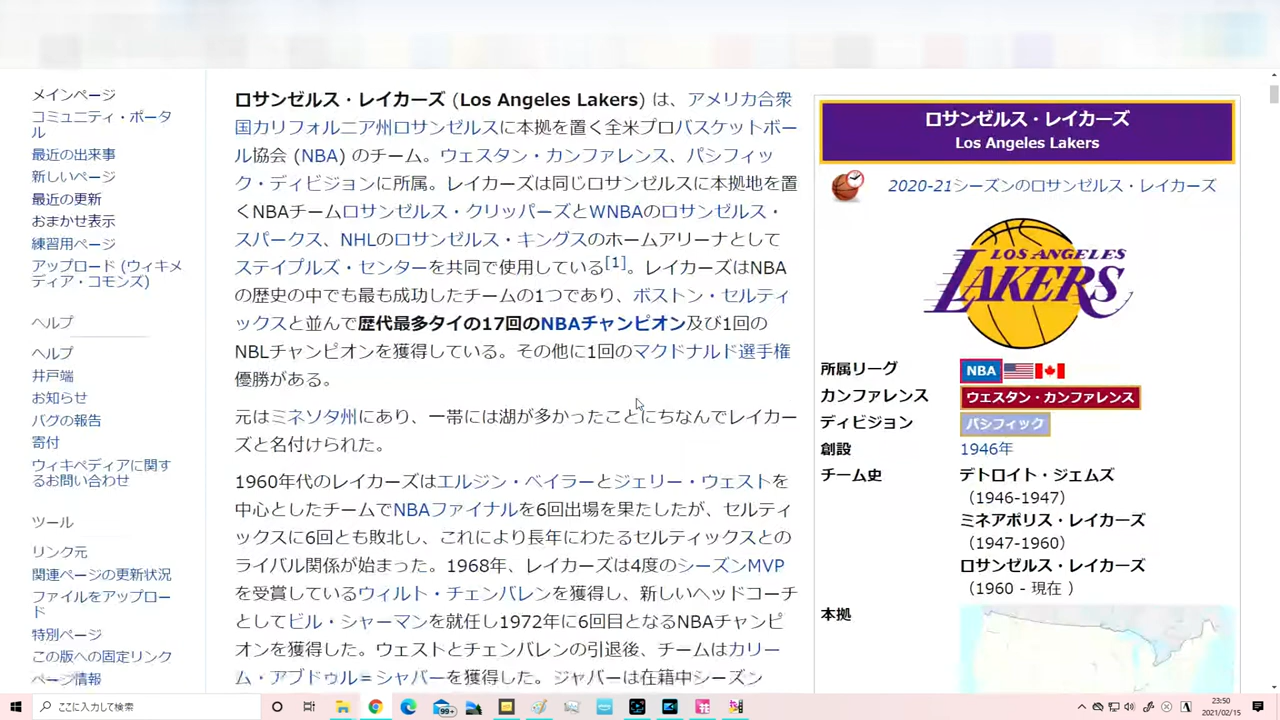 メインページ
コミュニティ・ポータ
ル
最近の出来事
新しいページ
最近の更新
おまかせ表示
練習用ページ
アップロード (ウィキメ
ディア・コモンズ)
ヘルプ
ヘルプ
井戸端
お知らせ
バグの報告
寄付
ウィキペディアに関す
るお問い合わせ
ツール
リンク元
関連ページの更新状況
ファイルをアップロー
ド
特別ページ
この版への固定リンク
ページ情報
ロサンゼルス・レイカーズ (Los Angeles Lakers) は、アメリカ合衆
国カリフォルニア州ロサンゼルスに本拠を置く全米プロバスケットボー
ル協会 (NBA) のチーム。ウェスタン・カンファレンス、パシフィッ
ク・ディビジョンに所属。レイカーズは同じロサンゼルスに本拠地を置
くNBAチームロサンゼルス・クリッパーズとWNBAのロサンゼルス・
スパークス、NHLのロサンゼルス・キングスのホームアリーナとして
ステイプルズ・センターを共同で使用している[1]。レイカーズはNBA
の歴史の中でも最も成功したチームの1つであり、ボストン・セルティ
ックスと並んで歴代最多タイの17回のNBAチャンピオン及び1回の
NBLチャンピオンを獲得している。その他に1回のマクドナルド選手権
優勝がある。
元はミネソタ州にあり、一帯には湖が多かったことにちなんでレイカー
ズと名付けられた。
1960年代のレイカーズはエルジン・ベイラーとジェリー・ウェストを
中心としたチームでNBAファイナルを6回出場を果たしたが、セルティ
ックスに6回とも敗北し、これにより長年にわたるセルティックスとの
ライバル関係が始まった。1968年、レイカーズは4度のシーズンMVP
を受賞しているウィルト・チェンバレンを獲得し、新しいヘッドコーチ
としてビル・シャーマンを就任し1972年に6回目となるNBAチャンピ
オンを獲得した。ウェストとチェンバレンの引退後、チームはカリー
ム・アブドゥル＝シャバーを獲得した。ジャバーは在籍中シーズン
ロサンゼルス・レイカーズ
Los Angeles Lakers
2020-21シーズンのロサンゼルス・レイカーズ
LOS ANGELES
LAKERS
所属リーグ NBA
カンファレンス ウェスタン・カンファレンス
ディビジョン パシフィック
創設 1946年
チーム史 デトロイト・ジェムズ
（1946-1947）
ミネアポリス・レイカーズ
（1947-1960）
ロサンゼルス・レイカーズ
（1960 - 現在 ）
本拠
ここに入力して検索
99+
A
23:50
2021/02/15